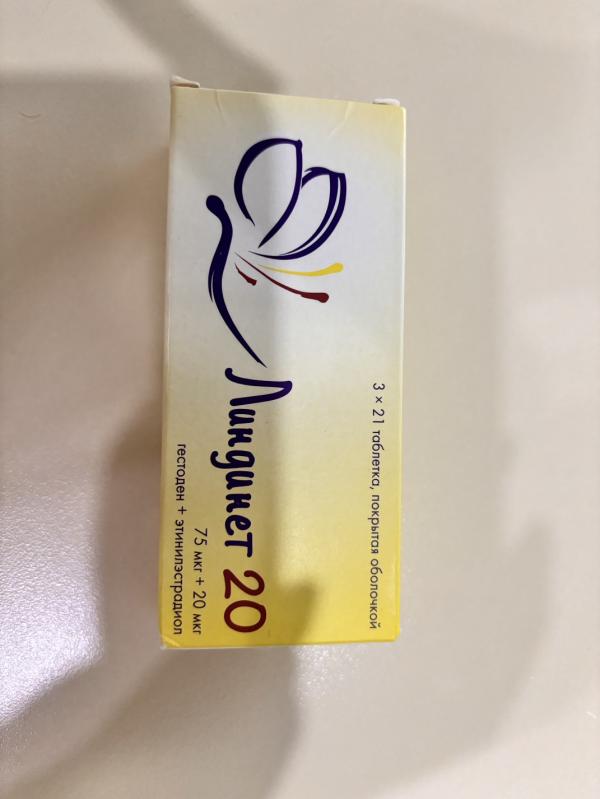 3 × 21 таблетка, покрытая оболочкой
Линдинет 20
75 мкг + 20 мкг
гестоден + этинилэстрадиол